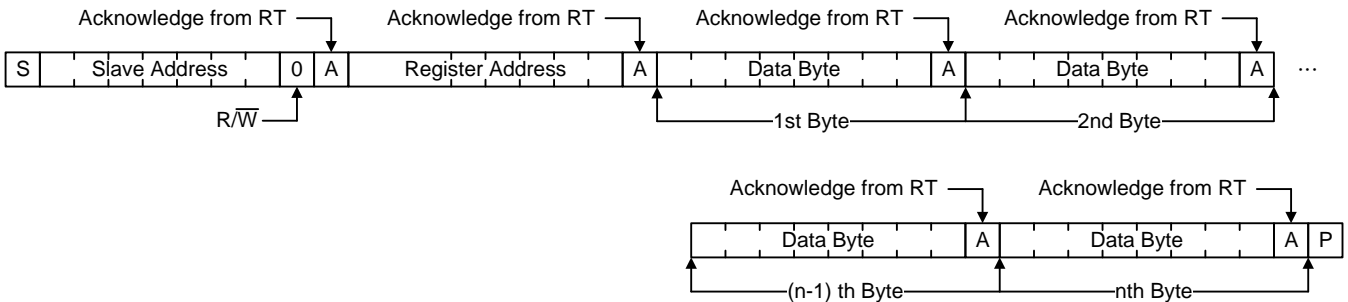 Acknowledge from RT Acknowledge from RT Acknowledge from RT Acknowledge from RT
S Slave Address 0 A Register Address A Data Byte A Data Byte A ...
R/W̅ 1st Byte 2nd Byte
Acknowledge from RT Acknowledge from RT
Data Byte A Data Byte A P
(n-1) th Byte nth Byte